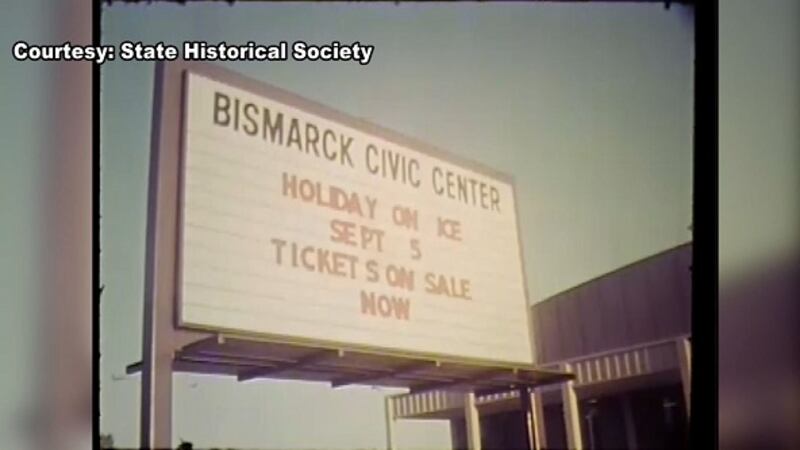 Courtesy: State Historical Society
BISMARCK CIVIC CENTER
HOLIDAY ON ICE
SEPT 5
TICKETS ON SALE
NOW